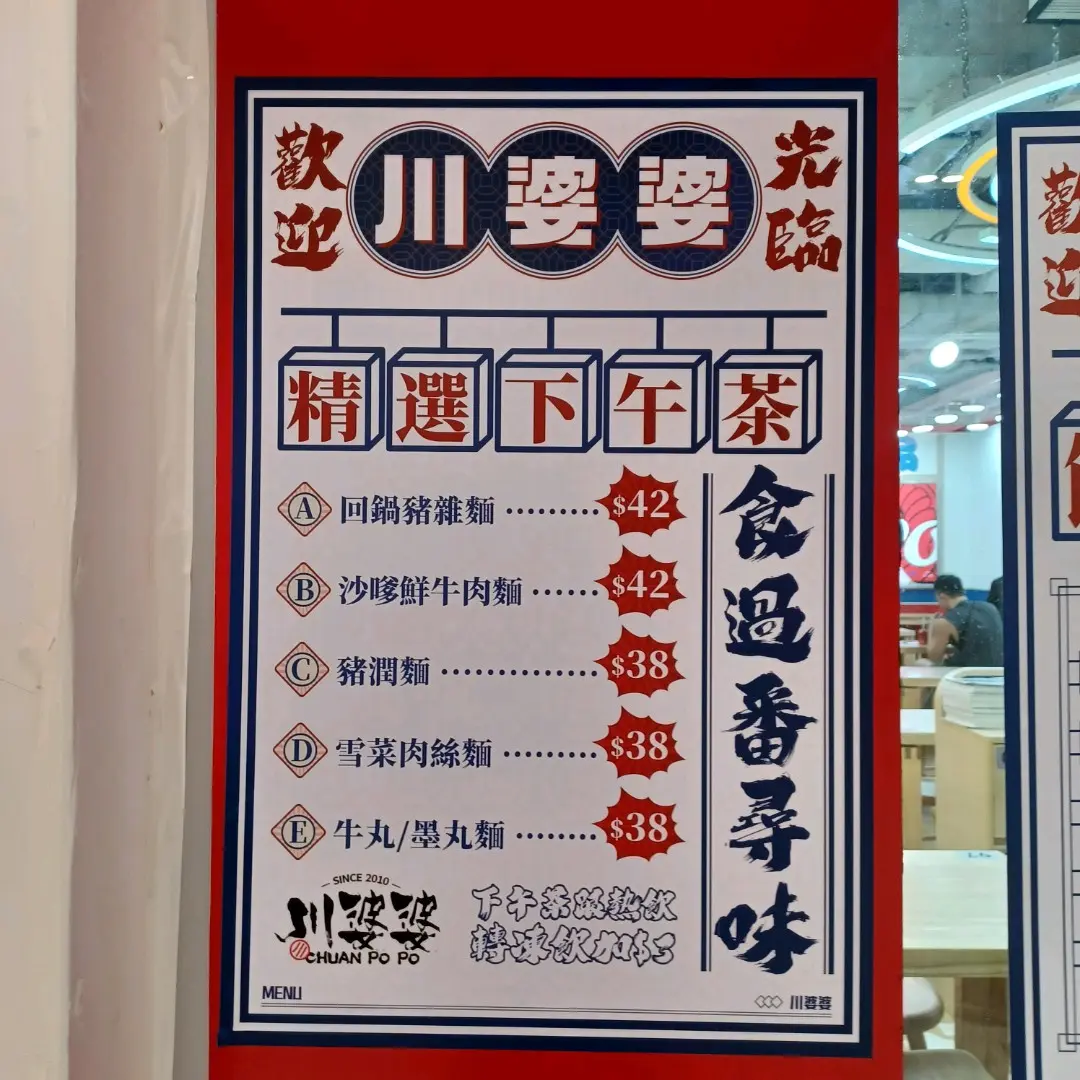 歡迎
川婆婆
光臨
精選下午茶
A 回鍋豬雜麵 ········· $42
B 沙嗲鮮牛肉麵 ······ $42
C 豬潤麵 ··············· $38
D 雪菜肉絲麵 ········· $38
E 牛丸/墨丸麵 ········ $38
食過番尋味
SINCE 2010
川婆婆
CHUAN PO PO
下午茶跟熱飲
轉凍飲加$3
MENU
川婆婆
歡
迎